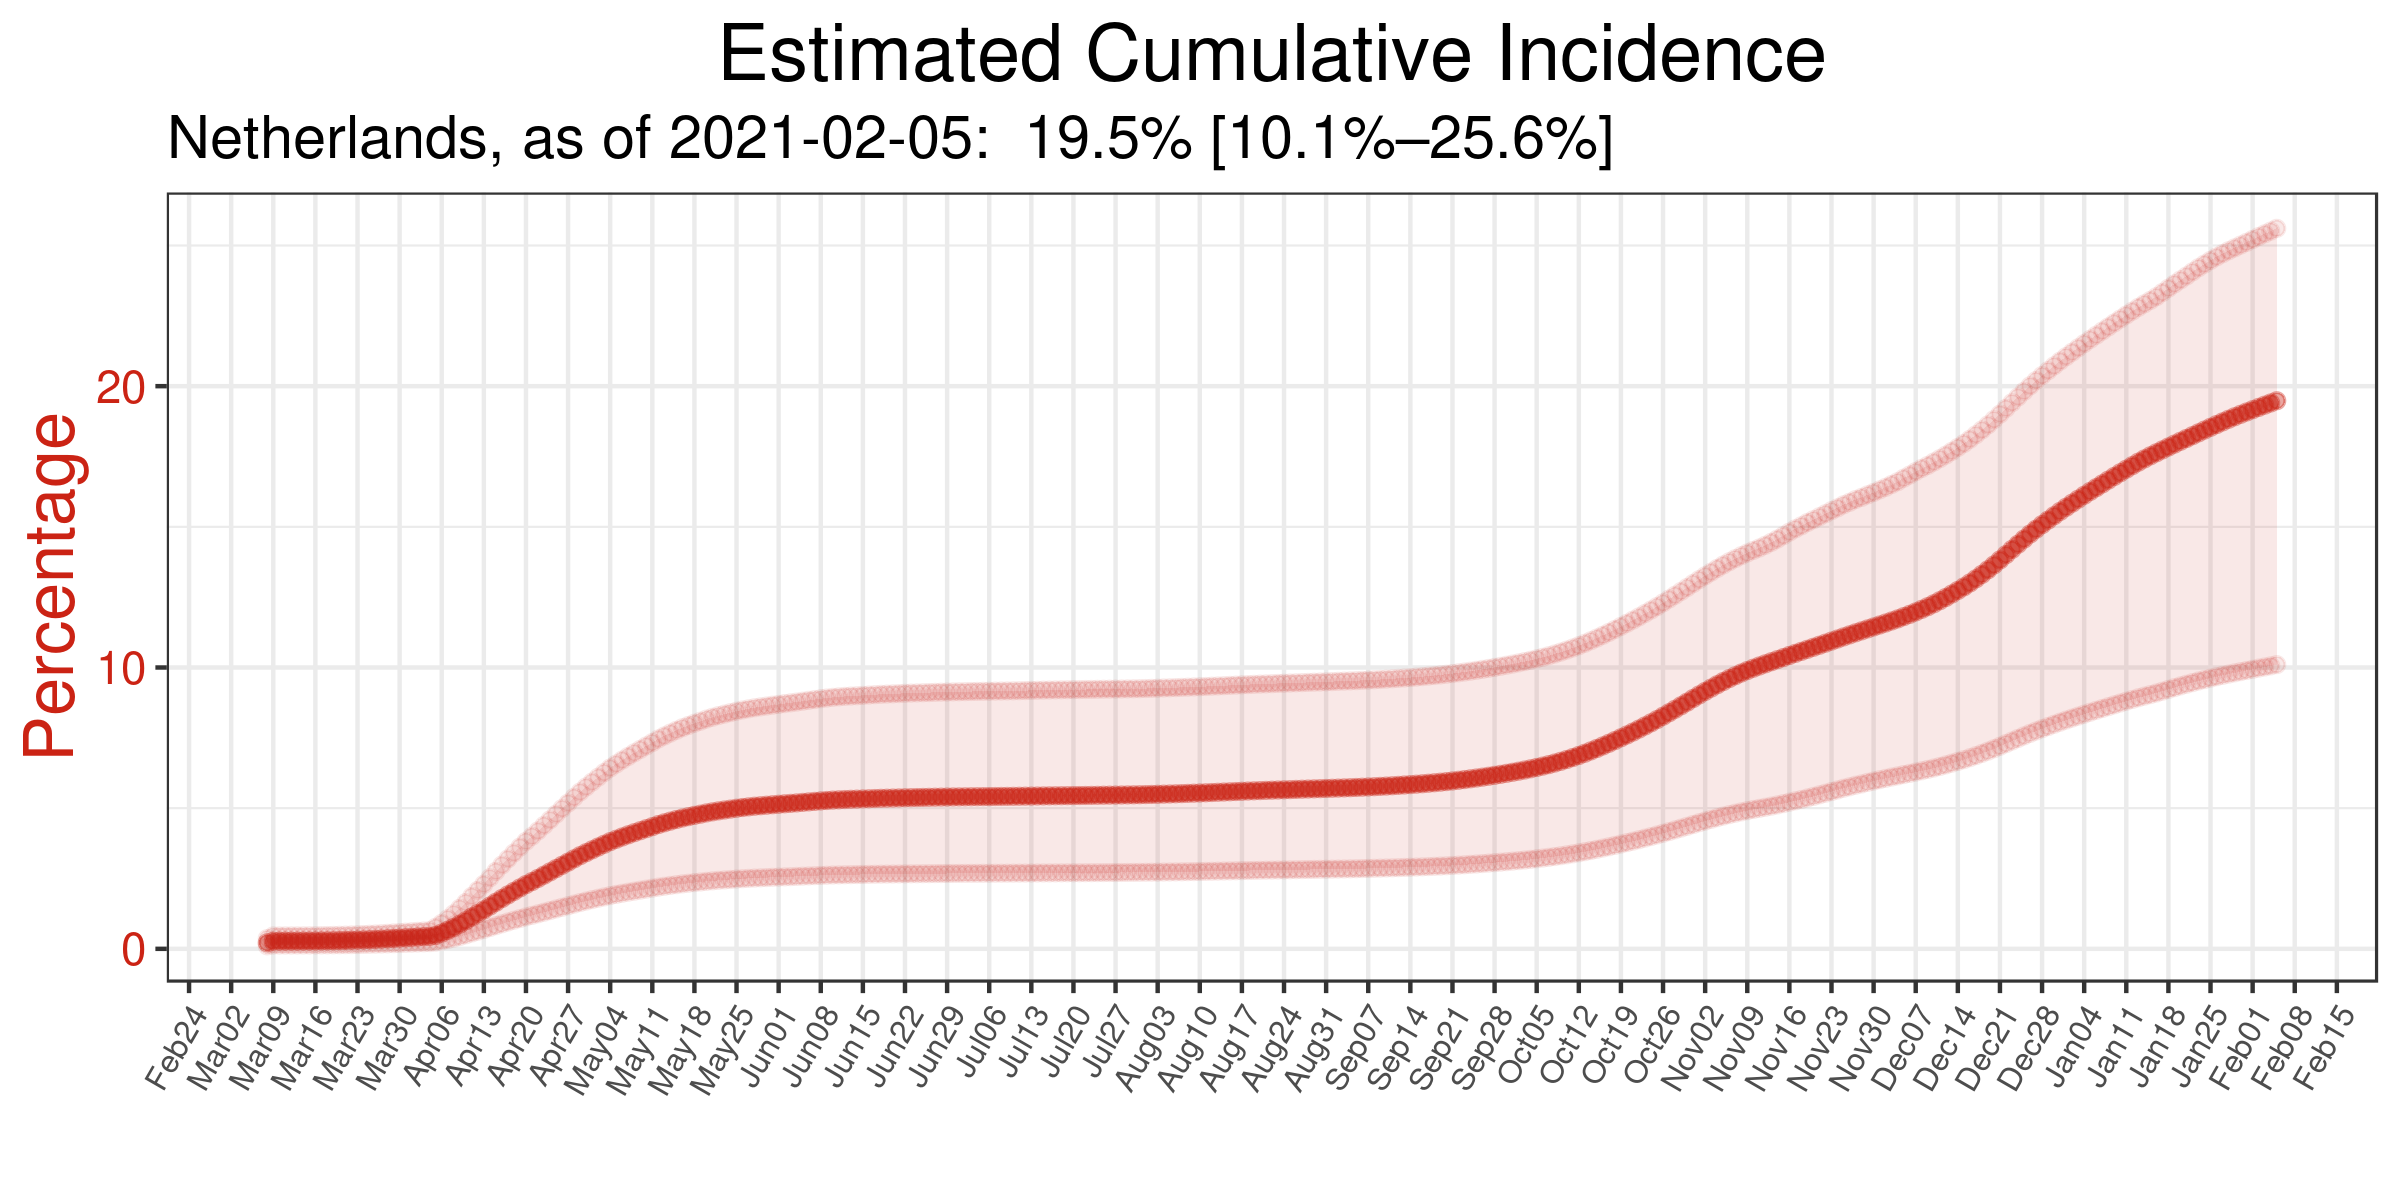 Estimated Cumulative Incidence
Netherlands, as of 2021-02-05:  19.5% [10.1%–25.6%]
Percentage
20
10
0
Feb24
Mar02
Mar09
Mar16
Mar23
Mar30
Apr06
Apr13
Apr20
Apr27
May04
May11
May18
May25
Jun01
Jun08
Jun15
Jun22
Jun29
Jul06
Jul13
Jul20
Jul27
Aug03
Aug10
Aug17
Aug24
Aug31
Sep07
Sep14
Sep21
Sep28
Oct05
Oct12
Oct19
Oct26
Nov02
Nov09
Nov16
Nov23
Nov30
Dec07
Dec14
Dec21
Dec28
Jan04
Jan11
Jan18
Jan25
Feb01
Feb08
Feb15